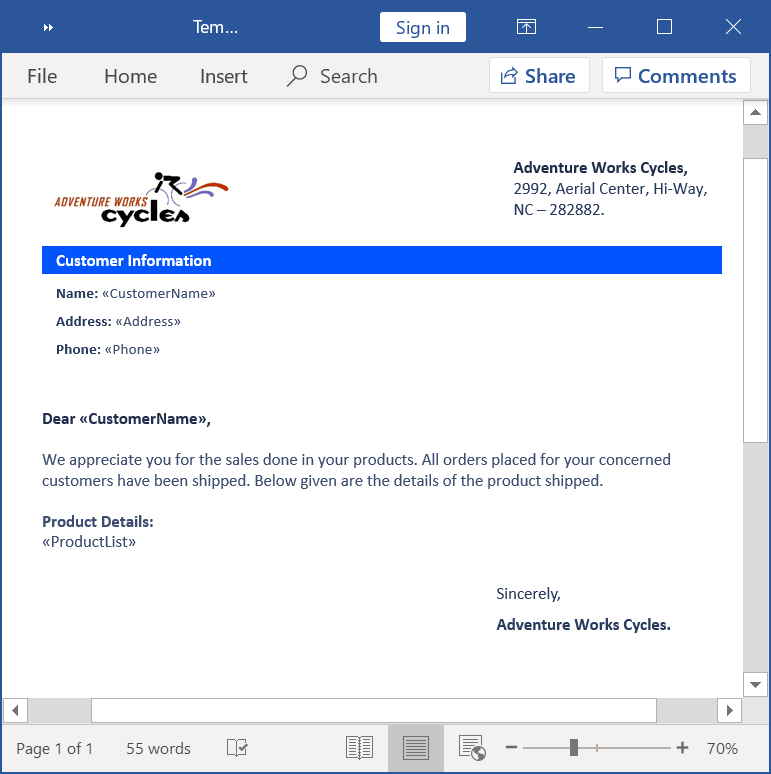 Tem...
Sign in
File Home Insert Search Share Comments
Adventure Works Cycles,
2992, Aerial Center, Hi-Way,
NC – 282882.
ADVENTURE WORKS
cycles
Customer Information
Name: «CustomerName»
Address: «Address»
Phone: «Phone»
Dear «CustomerName»,
We appreciate you for the sales done in your products. All orders placed for your concerned
customers have been shipped. Below given are the details of the product shipped.
Product Details:
«ProductList»
Sincerely,
Adventure Works Cycles.
Page 1 of 1 55 words 70%